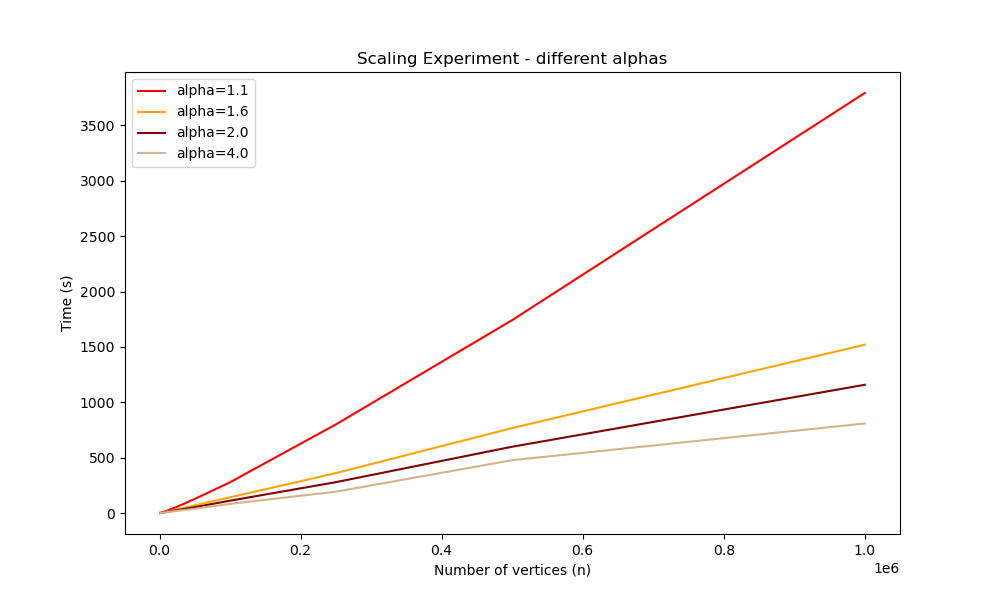 Scaling Experiment - different alphas
alpha=1.1
alpha=1.6
alpha=2.0
alpha=4.0
3500
3000
2500
2000
1500
1000
500
0
Time (s)
0.0 0.2 0.4 0.6 0.8 1.0
1e6
Number of vertices (n)